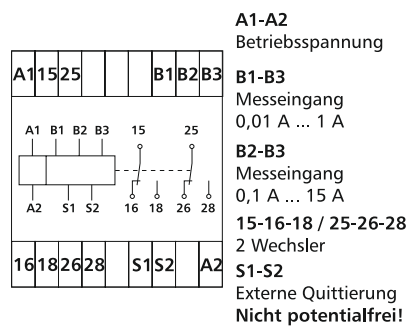 A1 15 25 B1 B2 B3
A1 B1 B2 B3 15 25
A2 S1 S2 16 18 26 28
16 18 26 28 S1 S2 A2
A1-A2
Betriebsspannung
B1-B3
Messeingang
0,01 A ... 1 A
B2-B3
Messeingang
0,1 A ... 15 A
15-16-18 / 25-26-28
2 Wechsler
S1-S2
Externe Quittierung
Nicht potentialfrei!